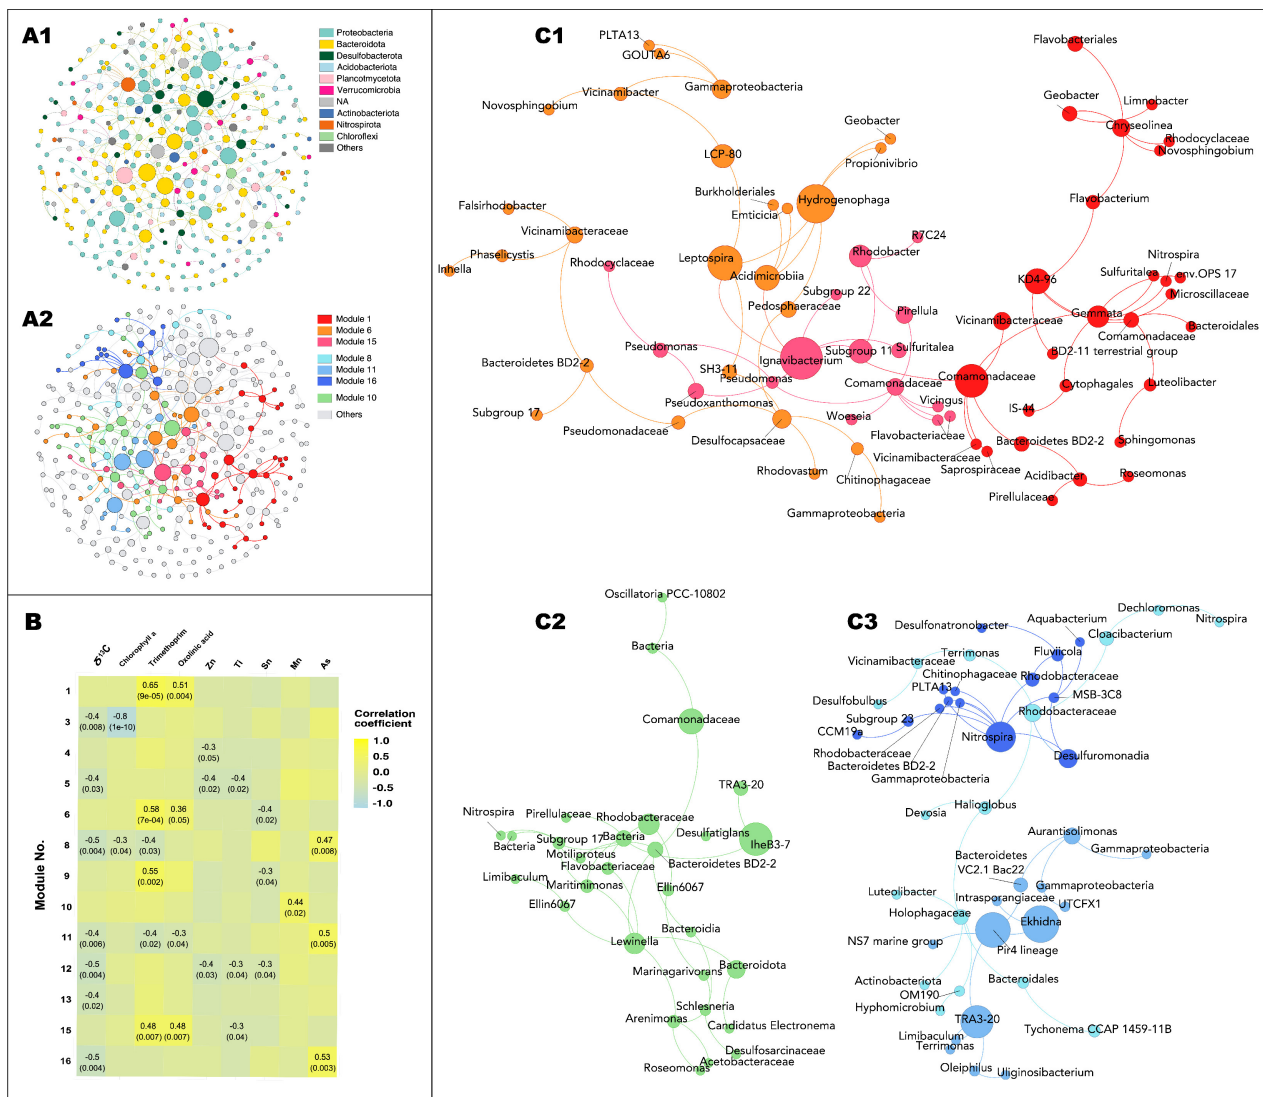 A1
Proteobacteria
Bacteroidota
Desulfobacterota
Acidobacteriota
Plancotmycetota
Verrucomicrobia
NA
Actinobacteriota
Nitrospirota
Chloroflexi
Others
A2
Module 1
Module 6
Module 15
Module 8
Module 11
Module 16
Module 10
Others
B
δ¹³C
Chlorophyll a
Trimethoprim
Oxolinic acid
Zn
Ti
Sn
Mn
As
Module No.
1
0.65 0.51
(9e-05) (0.004)
3
-0.4 -0.8
(0.008) (1e-10)
4
-0.3
(0.05)
5
-0.4 -0.4 -0.4
(0.03) (0.02) (0.02)
6
0.58 0.36 -0.4
(7e-04) (0.05) (0.02)
8
-0.5 -0.3 -0.4 0.47
(0.004) (0.04) (0.03) (0.008)
9
0.55 -0.3
(0.002) (0.04)
10
0.44
(0.02)
11
-0.4 -0.4 -0.3 0.5
(0.006) (0.02) (0.04) (0.005)
12
-0.5 -0.4 -0.3 -0.3
(0.004) (0.03) (0.04) (0.04)
13
-0.4
(0.02)
15
0.48 0.48 -0.3
(0.007) (0.007) (0.04)
16
-0.5 0.53
(0.004) (0.003)
Correlation
coefficient
1.0
0.5
0.0
-0.5
-1.0
C1
PLTA13
GOUTA6
Vicinamibacter
Gammaproteobacteria
Novosphingobium
LCP-80
Geobacter
Propionivibrio
Burkholderiales
Emticicia
Hydrogenophaga
Falsirhodobacter
Vicinamibacteraceae
Phaselicystis
Inhella
Rhodocyclaceae
Leptospira
Acidimicrobiia
Pedosphaeraceae
R7C24
Rhodobacter
Subgroup 22
Pirellula
Pseudomonas
Ignavibacterium
Subgroup 11
Sulfuritalea
Bacteroidetes BD2-2
SH3-11
Pseudomonas
Comamonadaceae
Pseudoxanthomonas
Vicingus
Woeseia
Flavobacteriaceae
Subgroup 17
Pseudomonadaceae
Desulfocapsaceae
Rhodovastum
Chitinophagaceae
Gammaproteobacteria
Flavobacteriales
Geobacter
Limnobacter
Chryseolinea
Rhodocyclaceae
Novosphingobium
Flavobacterium
Nitrospira
Sulfuritalea
env.OPS 17
KD4-96
Microscillaceae
Gemmata
Vicinamibacteraceae
Comamonadaceae
Bacteroidales
BD2-11 terrestrial group
Comamonadaceae
Cytophagales
Luteolibacter
IS-44
Bacteroidetes BD2-2
Sphingomonas
Vicinamibacteraceae
Saprospiraceae
Acidibacter
Roseomonas
Pirellulaceae
C2
Oscillatoria PCC-10802
Bacteria
Comamonadaceae
TRA3-20
Nitrospira
Pirellulaceae
Rhodobacteraceae
Bacteria
Subgroup 17
Bacteria
Desulfatiglans
IheB3-7
Motiliproteus
Flavobacteriaceae
Bacteroidetes BD2-2
Limibaculum
Maritimimonas
Ellin6067
Ellin6067
Lewinella
Bacteroidia
Marinagarivorans
Bacteroidota
Schlesneria
Arenimonas
Candidatus Electronema
Desulfosarcinaceae
Acetobacteraceae
Roseomonas
C3
Dechloromonas
Nitrospira
Aquabacterium
Desulfonatronobacter
Cloacibacterium
Terrimonas
Fluviicola
Vicinamibacteraceae
Chitinophagaceae
Rhodobacteraceae
PLTA13
MSB-3C8
Desulfobulbus
Rhodobacteraceae
Subgroup 23
CCM19a
Nitrospira
Rhodobacteraceae
Desulfuromonadia
Bacteroidetes BD2-2
Gammaproteobacteria
Halioglobus
Devosia
Aurantisolimonas
Gammaproteobacteria
Bacteroidetes
VC2.1 Bac22
Gammaproteobacteria
Luteolibacter
Intrasporangiaceae
UTCFX1
Holophagaceae
Ekhidna
NS7 marine group
Pir4 lineage
Actinobacteriota
Bacteroidales
OM190
Hyphomicrobium
TRA3-20
Tychonema CCAP 1459-11B
Limibaculum
Terrimonas
Oleiphilus
Uliginosibacterium